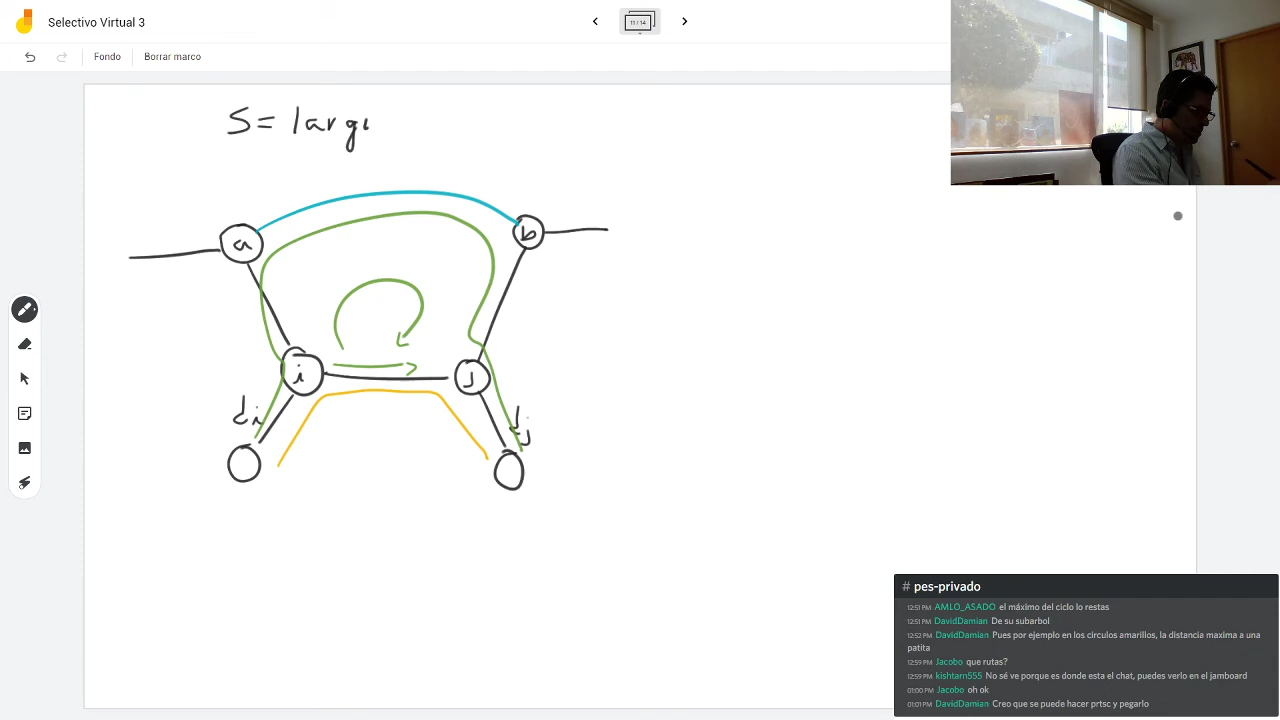 Selectivo Virtual 3
11 / 14
Fondo
Borrar marco
S = larg
a
b
i
j
di
dj
# pes-privado
12:51 PM AMLO_ASADO el máximo del ciclo lo restas
12:51 PM DavidDamian De su subarbol
12:52 PM DavidDamian Pues por ejemplo en los circulos amarillos, la distancia maxima a una
patita
12:59 PM Jacobo que rutas?
12:59 PM kishtarn555 No sé ve porque es donde esta el chat, puedes verlo en el jamboard
01:00 PM Jacobo oh ok
01:01 PM DavidDamian Creo que se puede hacer prtsc y pegarlo